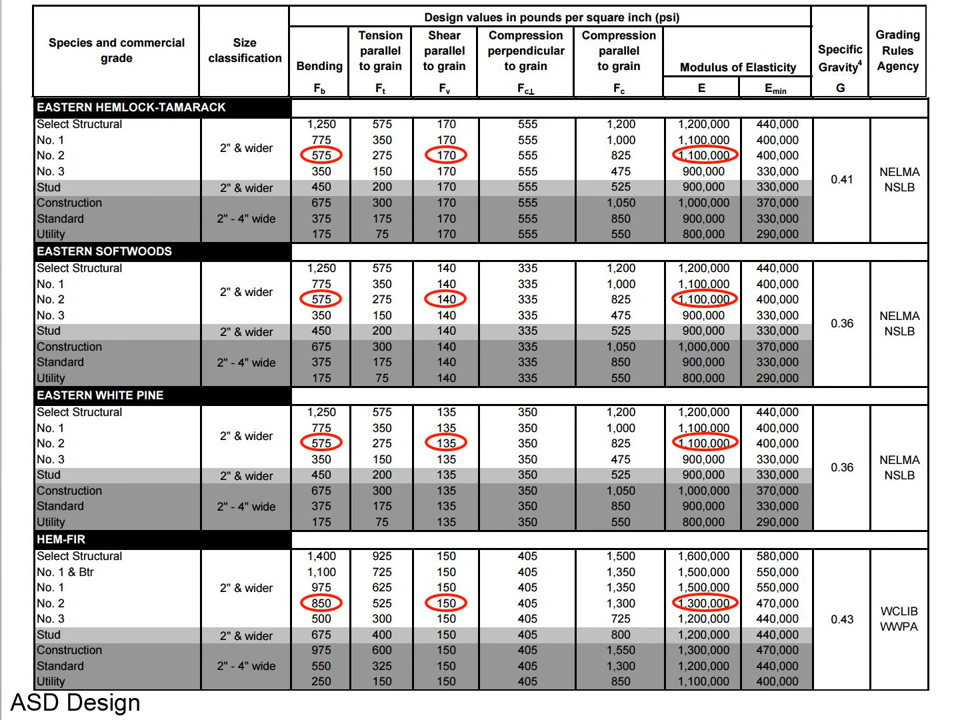 Species and commercial grade Size classification Design values in pounds per square inch (psi) Specific Gravity4 Grading Rules Agency
Bending Tension parallel to grain Shear parallel to grain Compression perpendicular to grain Compression parallel to grain Modulus of Elasticity
Fb Ft Fv Fc⊥ Fc E Emin G
EASTERN HEMLOCK-TAMARACK
Select Structural 1,250 575 170 555 1,200 1,200,000 440,000
No. 1 2" & wider 775 350 170 555 1,000 1,100,000 400,000
No. 2 575 275 170 555 825 1,100,000 400,000
No. 3 350 150 170 555 475 900,000 330,000 0.41 NELMA
Stud 2" & wider 450 200 170 555 525 900,000 330,000 NSLB
Construction 675 300 170 555 1,050 1,000,000 370,000
Standard 2" - 4" wide 375 175 170 555 850 900,000 330,000
Utility 175 75 170 555 550 800,000 290,000
EASTERN SOFTWOODS
Select Structural 1,250 575 140 335 1,200 1,200,000 440,000
No. 1 2" & wider 775 350 140 335 1,000 1,100,000 400,000
No. 2 575 275 140 335 825 1,100,000 400,000
No. 3 350 150 140 335 475 900,000 330,000 0.36 NELMA
Stud 2" & wider 450 200 140 335 525 900,000 330,000 NSLB
Construction 675 300 140 335 1,050 1,000,000 370,000
Standard 2" - 4" wide 375 175 140 335 850 900,000 330,000
Utility 175 75 140 335 550 800,000 290,000
EASTERN WHITE PINE
Select Structural 1,250 575 135 350 1,200 1,200,000 440,000
No. 1 2" & wider 775 350 135 350 1,000 1,100,000 400,000
No. 2 575 275 135 350 825 1,100,000 400,000
No. 3 350 150 135 350 475 900,000 330,000 0.36 NELMA
Stud 2" & wider 450 200 135 350 525 900,000 330,000 NSLB
Construction 675 300 135 350 1,050 1,000,000 370,000
Standard 2" - 4" wide 375 175 135 350 850 900,000 330,000
Utility 175 75 135 350 550 800,000 290,000
HEM-FIR
Select Structural 1,400 925 150 405 1,500 1,600,000 580,000
No. 1 & Btr 1,100 725 150 405 1,350 1,500,000 550,000
No. 1 2" & wider 975 625 150 405 1,350 1,500,000 550,000
No. 2 850 525 150 405 1,300 1,300,000 470,000
No. 3 500 300 150 405 725 1,200,000 440,000 0.43 WCLIB
Stud 2" & wider 675 400 150 405 800 1,200,000 440,000 WWPA
Construction 975 600 150 405 1,550 1,300,000 470,000
Standard 2" - 4" wide 550 325 150 405 1,300 1,200,000 440,000
Utility 250 150 150 405 850 1,100,000 400,000
ASD Design